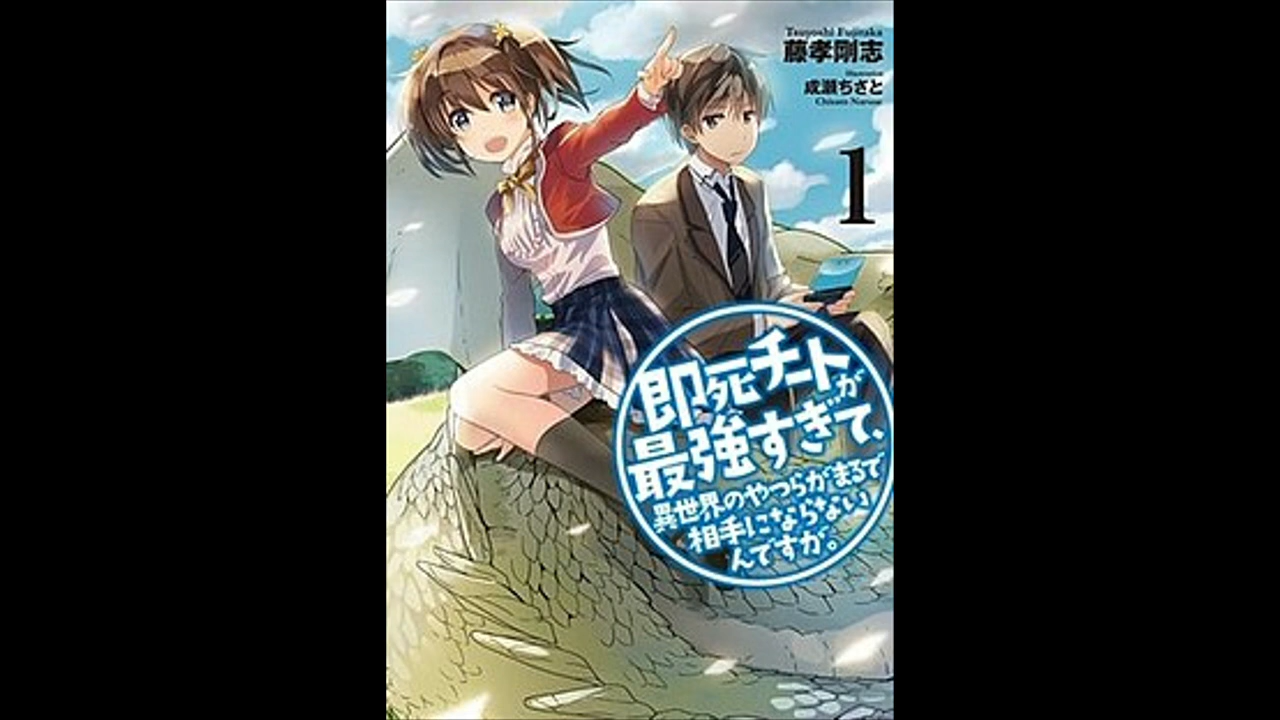 Tsuyoshi Fujitaka
藤孝剛志
Illustration
成瀬ちさと
Chisato Naruse
1
即死チートが
最強すぎて、
異世界のやつらがまるで
相手にならない
んですが。